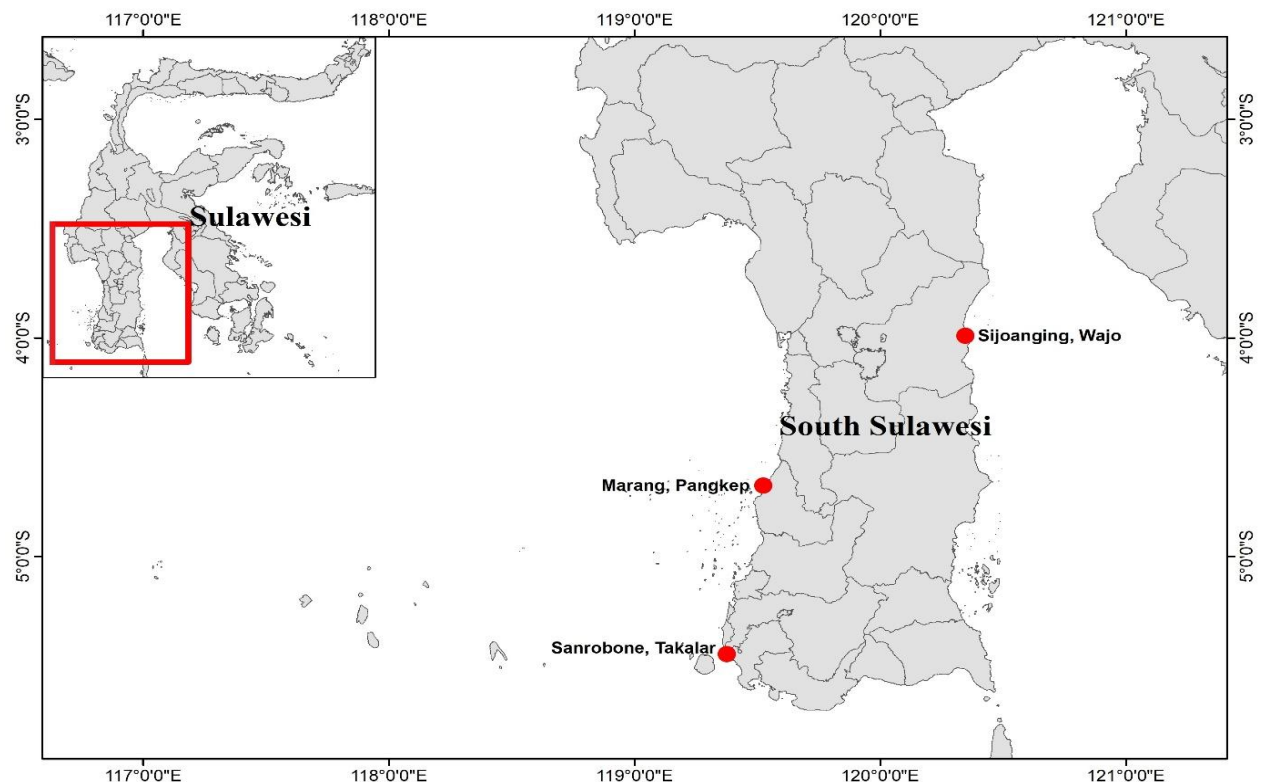 117°0'0"E 118°0'0"E 119°0'0"E 120°0'0"E 121°0'0"E
3°0'0"S
3°0'0"S
Sulawesi
4°0'0"S
Sijoanging, Wajo
4°0'0"S
South Sulawesi
Marang, Pangkep
5°0'0"S
5°0'0"S
Sanrobone, Takalar
117°0'0"E 118°0'0"E 119°0'0"E 120°0'0"E 121°0'0"E